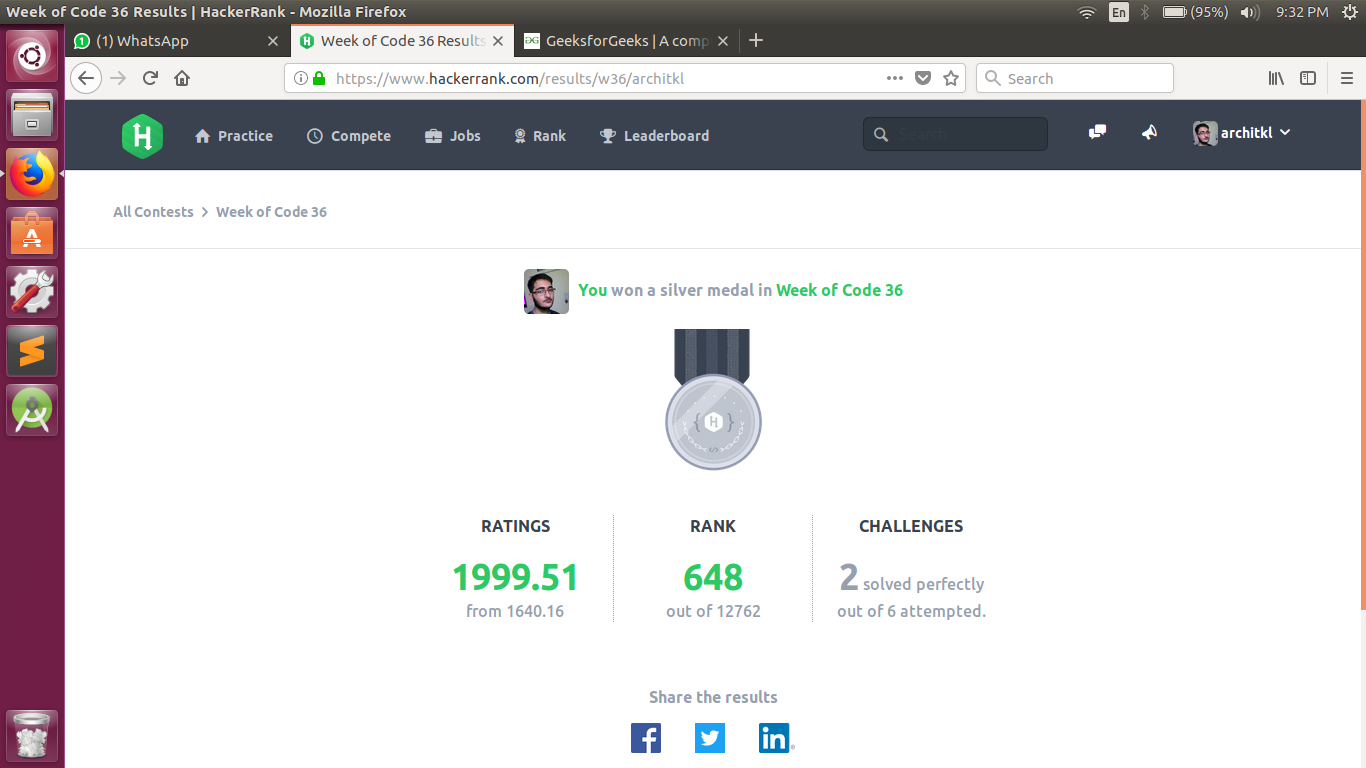 Week of Code 36 Results | HackerRank - Mozilla Firefox
En
(95%)
9:32 PM
1 (1) WhatsApp
Week of Code 36 Results
GeeksforGeeks | A comp
https://www.hackerrank.com/results/w36/architkl
Search
H
Practice
Compete
Jobs
Rank
Leaderboard
Search
architkl
All Contests > Week of Code 36
You won a silver medal in Week of Code 36
{ H }
RATINGS
RANK
CHALLENGES
1999.51
648
2 solved perfectly
from 1640.16
out of 12762
out of 6 attempted.
Share the results
f
in